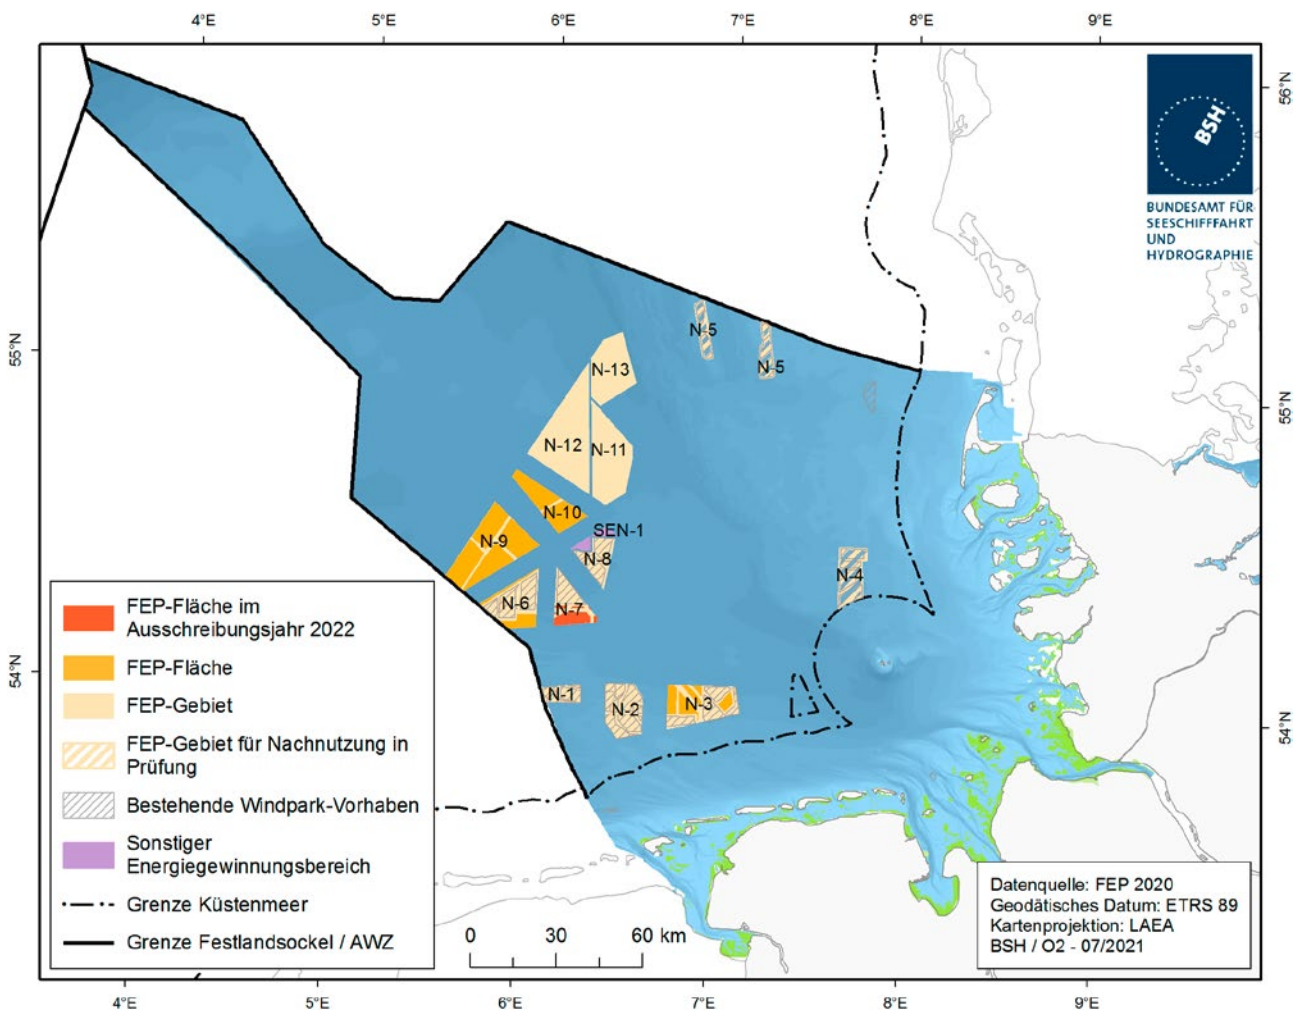 4°E 5°E 6°E 7°E 8°E 9°E
56°N
BSH
BUNDESAMT FÜR
SEESCHIFFFAHRT
UND
HYDROGRAPHIE
55°N
55°N
N-5
N-5
N-13
N-12
N-11
N-10
N-9
SEN-1
N-8
N-6
N-7
N-4
54°N
54°N
N-1
N-2
N-3
FEP-Fläche im
Ausschreibungsjahr 2022
FEP-Fläche
FEP-Gebiet
FEP-Gebiet für Nachnutzung in
Prüfung
Bestehende Windpark-Vorhaben
Sonstiger
Energiegewinnungsbereich
Grenze Küstenmeer
Grenze Festlandsockel / AWZ
0 30 60 km
Datenquelle: FEP 2020
Geodätisches Datum: ETRS 89
Kartenprojektion: LAEA
BSH / O2 - 07/2021
4°E 5°E 6°E 7°E 8°E 9°E